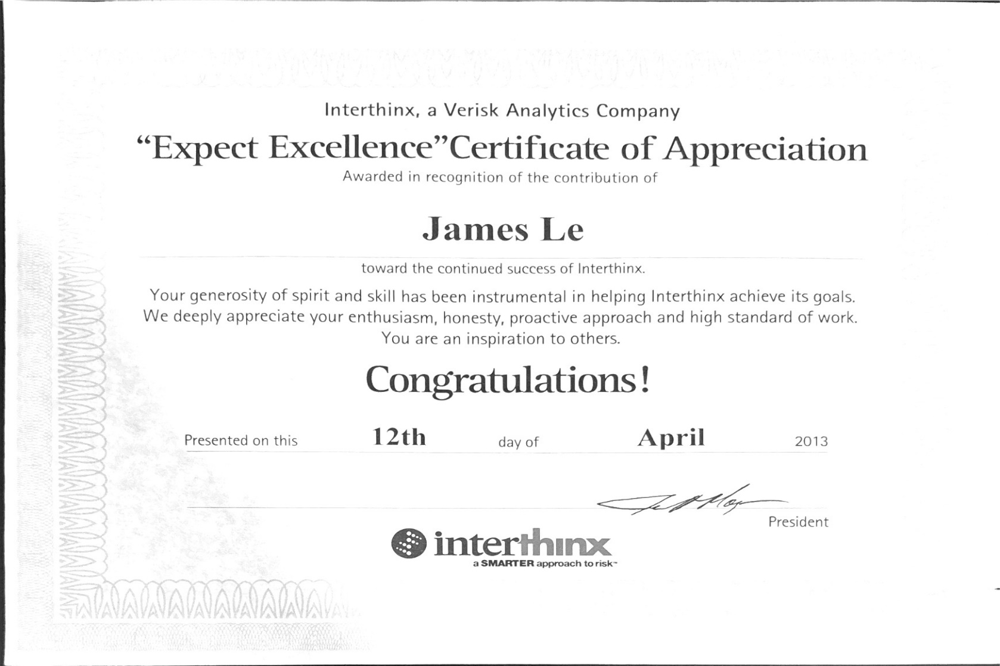 Interthinx, a Verisk Analytics Company
“Expect Excellence”Certificate of Appreciation
Awarded in recognition of the contribution of
James Le
toward the continued success of Interthinx.
Your generosity of spirit and skill has been instrumental in helping Interthinx achieve its goals.
We deeply appreciate your enthusiasm, honesty, proactive approach and high standard of work.
You are an inspiration to others.
Congratulations!
Presented on this 12th day of April 2013
President
interthinx
a SMARTER approach to risk™